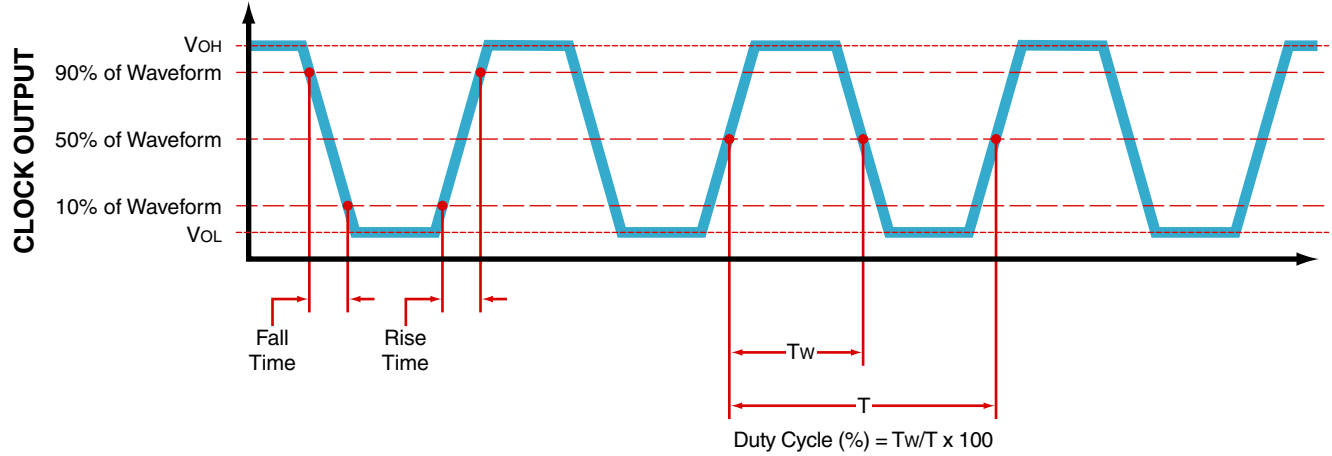 CLOCK OUTPUT
VOH
90% of Waveform
50% of Waveform
10% of Waveform
VOL
Fall
Time
Rise
Time
TW
T
Duty Cycle (%) = TW/T x 100